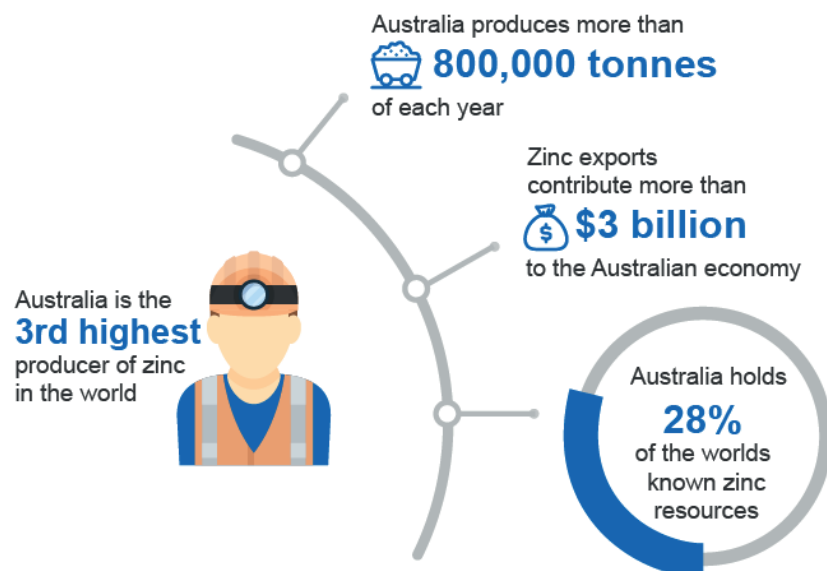 Australia produces more than
800,000 tonnes
of each year
Zinc exports
contribute more than
$ $3 billion
to the Australian economy
Australia is the
3rd highest
producer of zinc
in the world
Australia holds
28%
of the worlds
known zinc
resources